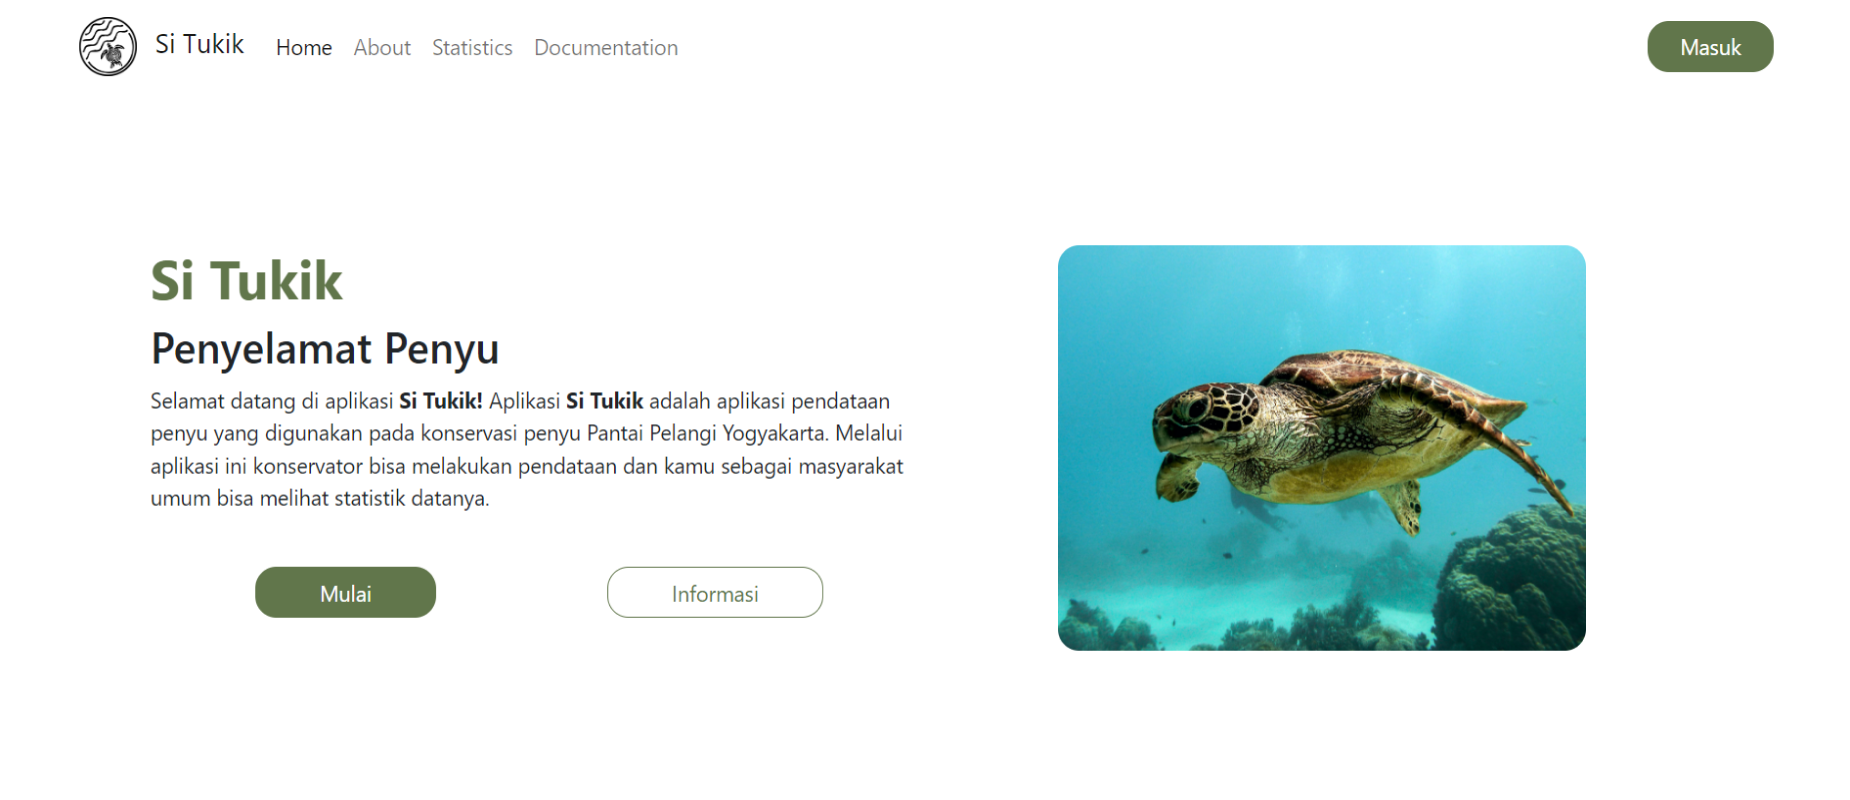 Si Tukik
Home
About
Statistics
Documentation
Masuk
Si Tukik
Penyelamat Penyu
Selamat datang di aplikasi Si Tukik! Aplikasi Si Tukik adalah aplikasi pendataan
penyu yang digunakan pada konservasi penyu Pantai Pelangi Yogyakarta. Melalui
aplikasi ini konservator bisa melakukan pendataan dan kamu sebagai masyarakat
umum bisa melihat statistik datanya.
Mulai
Informasi